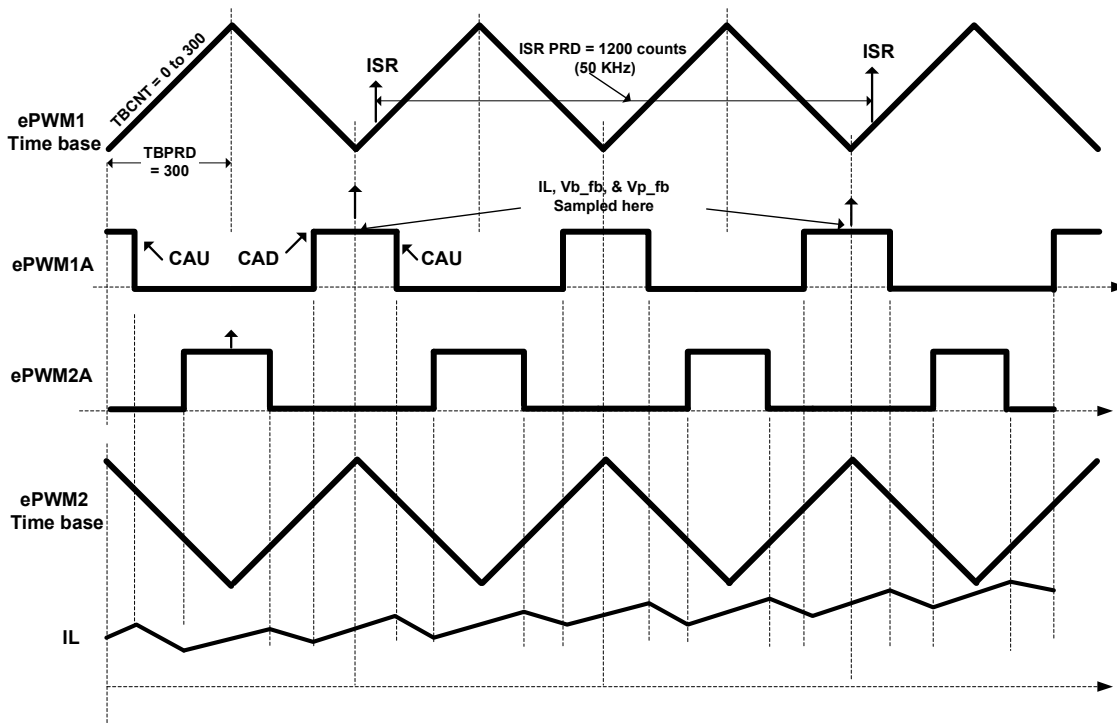 TBCNT = 0 to 300
ISR
ISR PRD = 1200 counts
(50 KHz)
ISR
ePWM1
Time base
TBPRD
= 300
IL, Vb_fb, & Vp_fb
Sampled here
CAU
CAD
CAU
ePWM1A
ePWM2A
ePWM2
Time base
IL